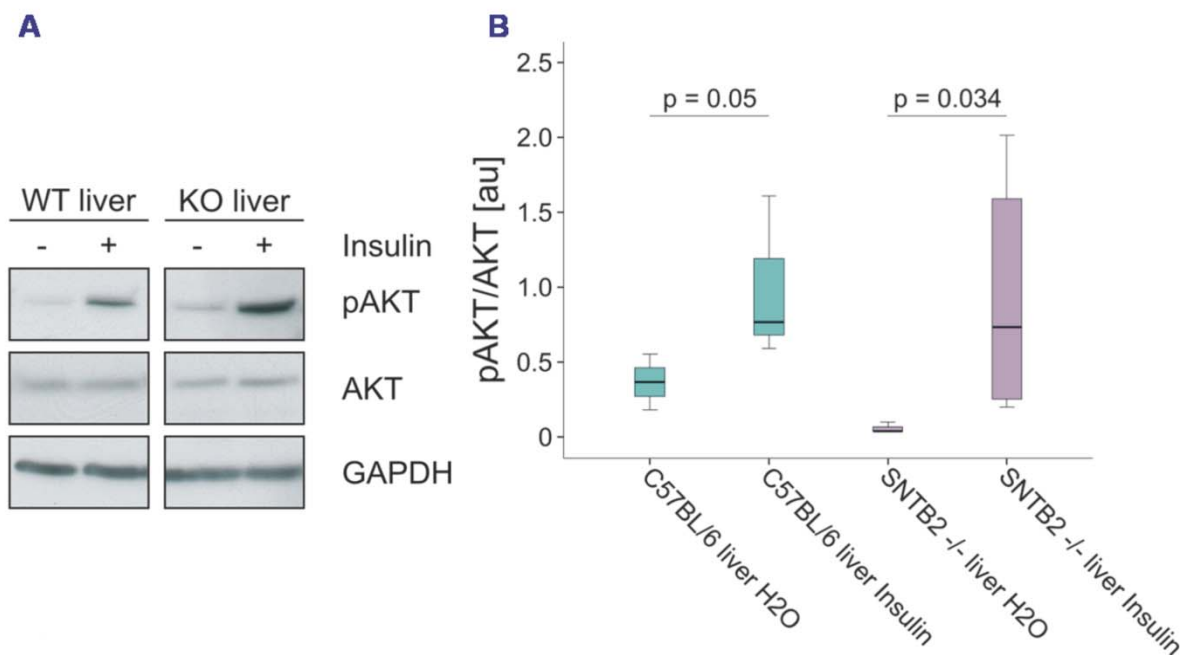 A
WT liver KO liver
- + - + Insulin
pAKT
AKT
GAPDH
B
pAKT/AKT [au]
2.5
2.0
1.5
1.0
0.5
0
p = 0.05 p = 0.034
C57BL/6 liver H2O
C57BL/6 liver Insulin
SNTB2 -/- liver H2O
SNTB2 -/- liver Insulin